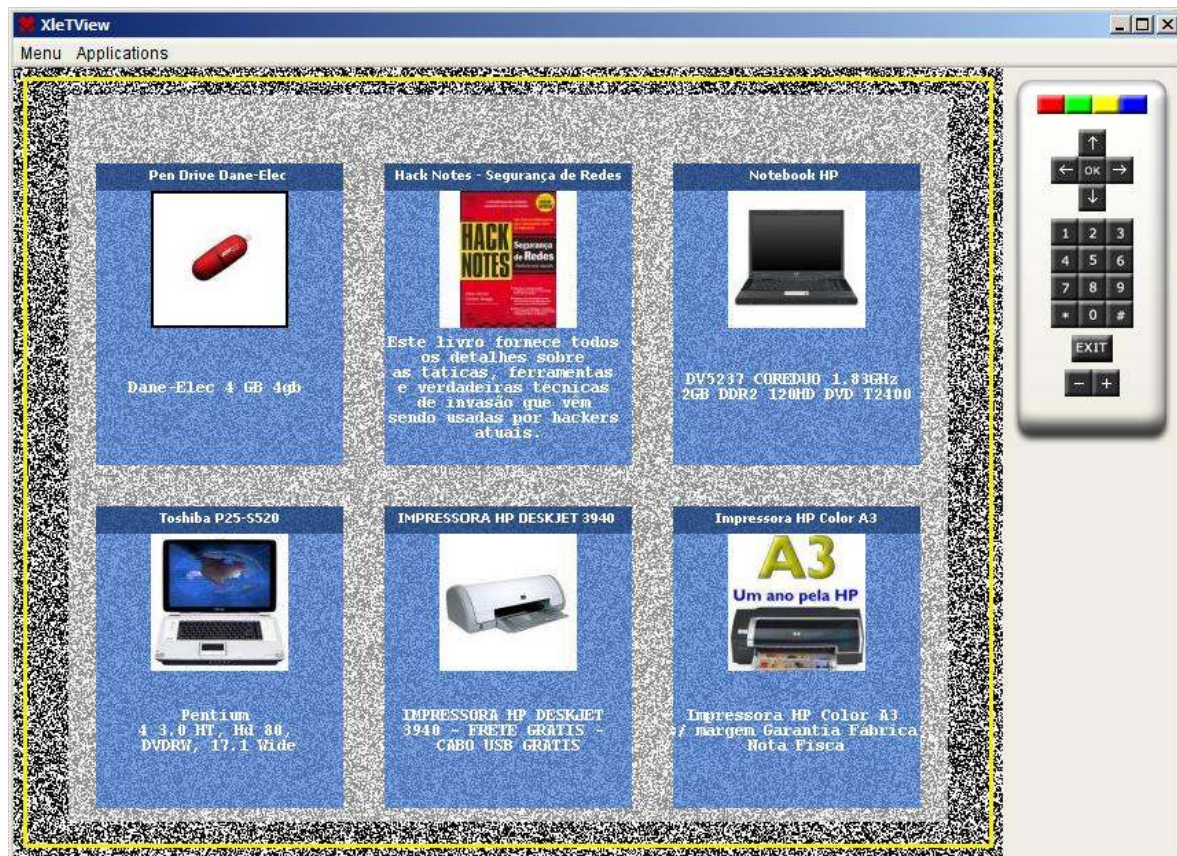 XleTView
Menu Applications
Pen Drive Dane-Elec
Dane-Elec 4 GB 4gb
Hack Notes - Segurança de Redes
HACK
NOTES
Segurança
de Redes
Este livro fornece todos
os detalhes sobre
as táticas, ferramentas
e verdadeiras técnicas
de invasão que vêm
sendo usadas por hackers
atuais.
Notebook HP
DV5237 COREDUO 1.83GHz
2GB DDR2 120HD DVD T2400
Toshiba P25-S520
Pentium
4 3.0 HT, Hd 80,
DVDRW, 17.1 Wide
IMPRESSORA HP DESKJET 3940
IMPRESSORA HP DESKJET
3940 - FRETE GRATIS -
CABO USB GRATIS
Impressora HP Color A3
A3
Um ano pela HP
Impressora HP Color A3
/ margem Garantia Fábrica
Nota Fisca
OK
1 2 3
4 5 6
7 8 9
* 0 #
EXIT
- +